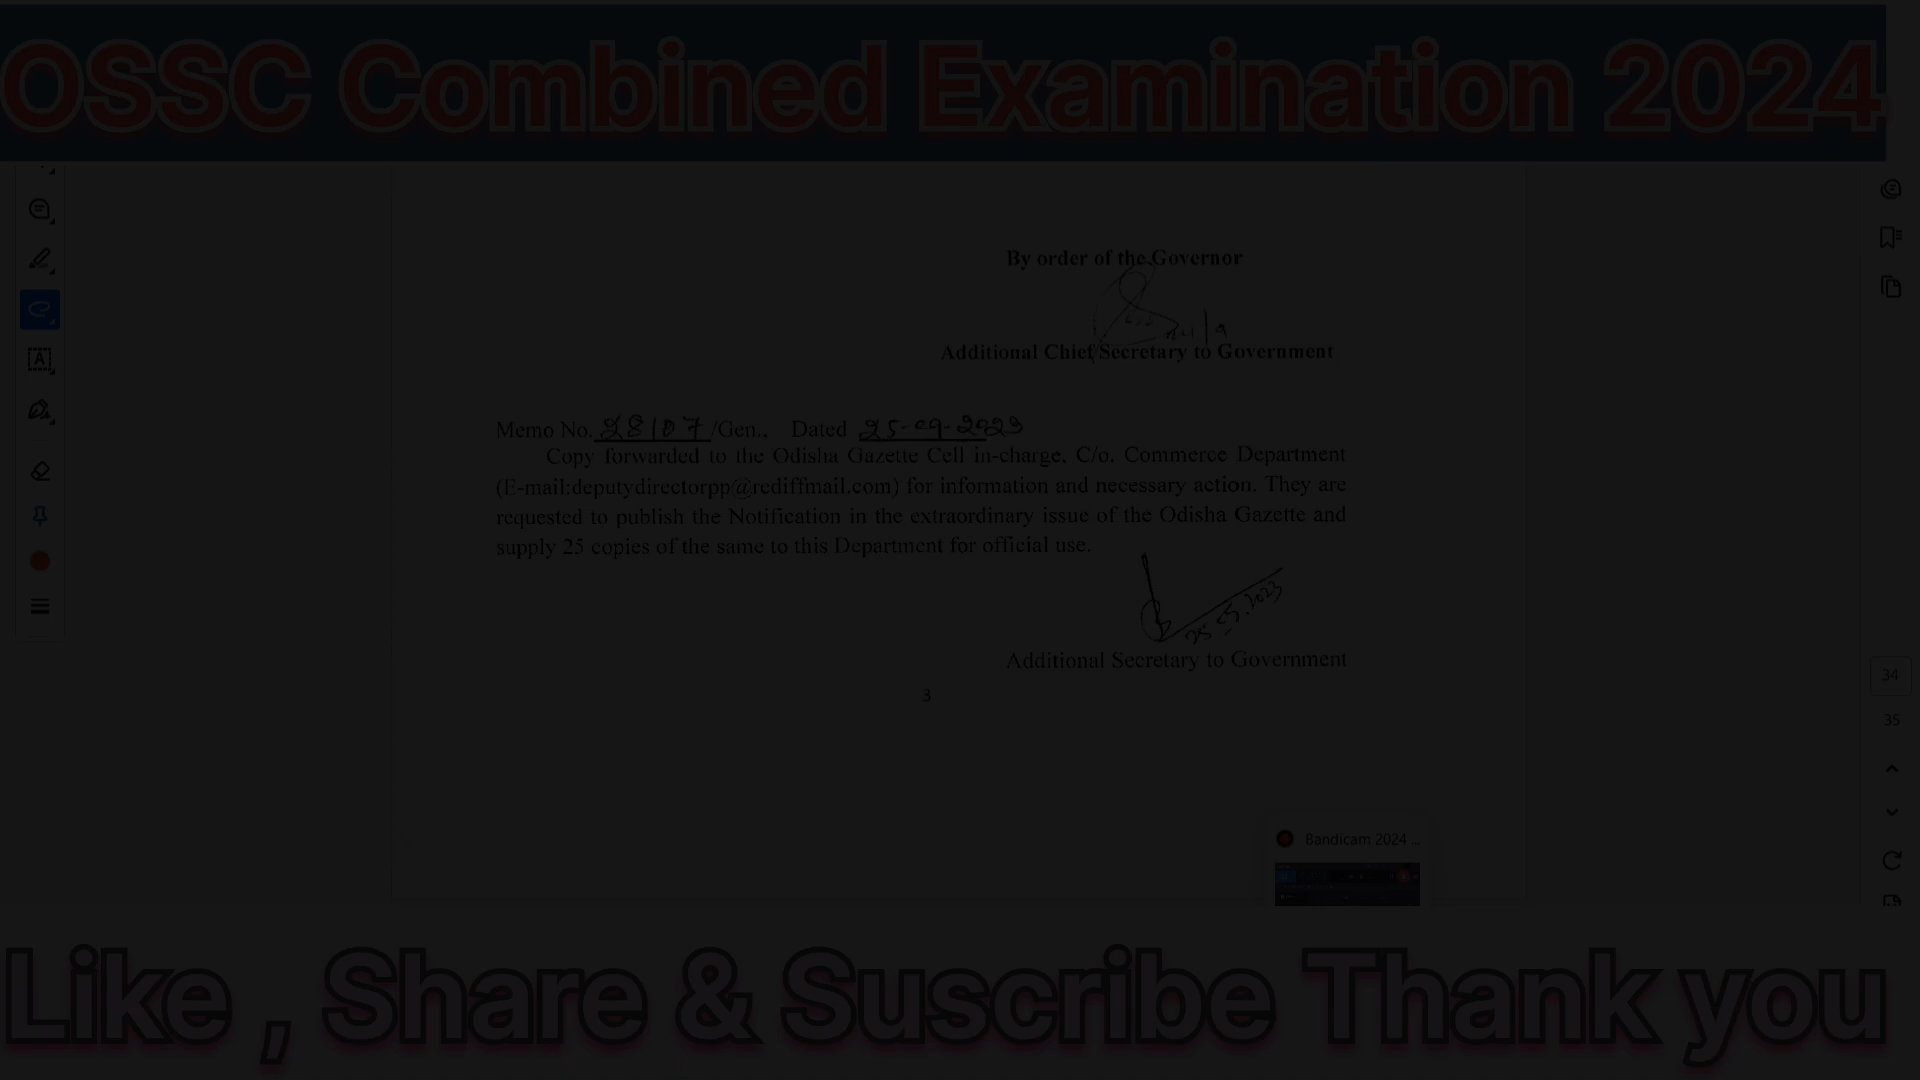 OSSC Combined Examination 2024
By order of the Governor
Additional Chief Secretary to Government
Memo No. 28107 /Gen., Dated 25-09-2023
Copy forwarded to the Odisha Gazette Cell in-charge, C/o. Commerce Department
(E-mail:deputydirectorpp@rediffmail.com) for information and necessary action. They are
requested to publish the Notification in the extraordinary issue of the Odisha Gazette and
supply 25 copies of the same to this Department for official use.
Additional Secretary to Government
3
34
35
Bandicam 2024 ...
Like , Share & Suscribe Thank you